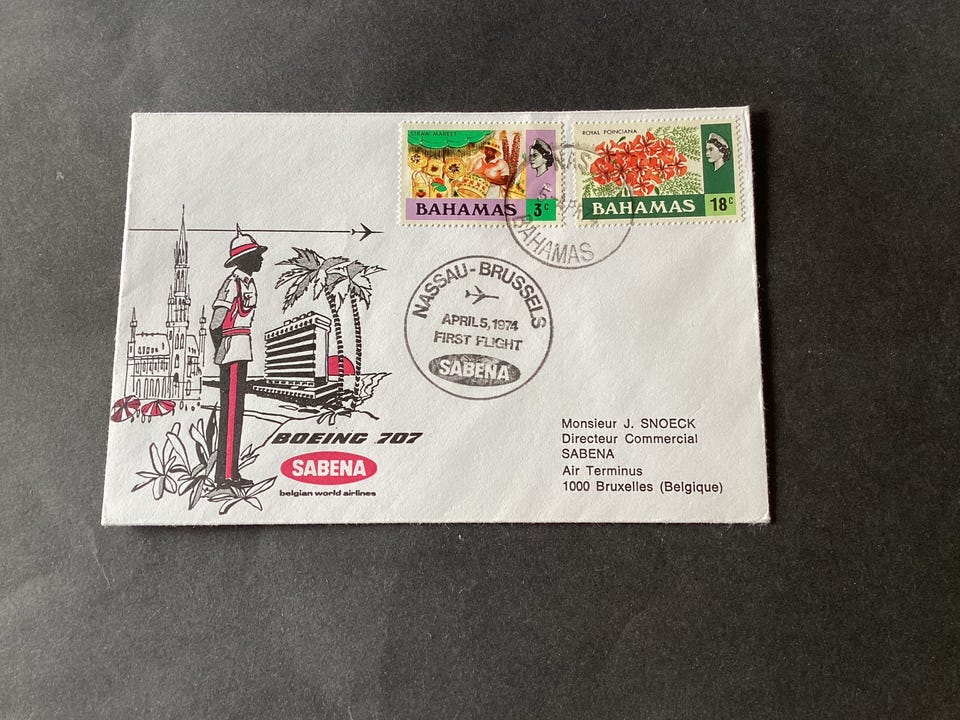 STRAW MARKET
BAHAMAS 3c
ROYAL POINCIANA
BAHAMAS 18c
BAHAMAS
NASSAU-BRUSSELS
APRIL 5, 1974
FIRST FLIGHT
SABENA
BOEING 707
SABENA
belgian world airlines
Monsieur J. SNOECK
Directeur Commercial
SABENA
Air Terminus
1000 Bruxelles (Belgique)